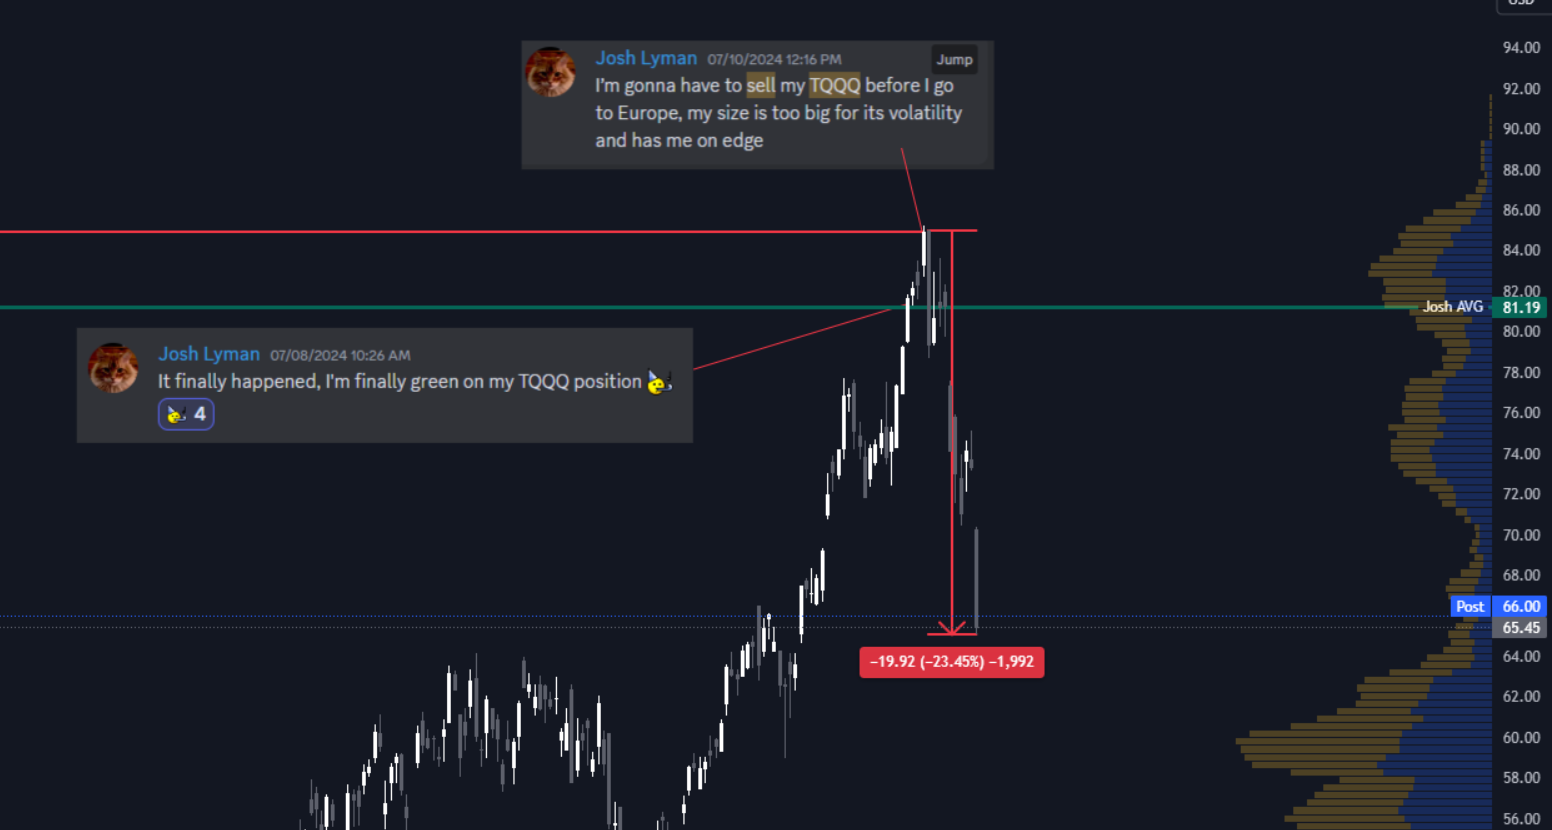 USD
94.00
Josh Lyman 07/10/2024 12:16 PM
Jump
I'm gonna have to sell my TQQQ before I go
to Europe, my size is too big for its volatility
and has me on edge
92.00
90.00
88.00
86.00
84.00
82.00
Josh AVG 81.19
80.00
Josh Lyman 07/08/2024 10:26 AM
It finally happened, I'm finally green on my TQQQ position
4
78.00
76.00
74.00
72.00
70.00
68.00
Post 66.00
65.45
−19.92 (−23.45%) −1,992
64.00
62.00
60.00
58.00
56.00